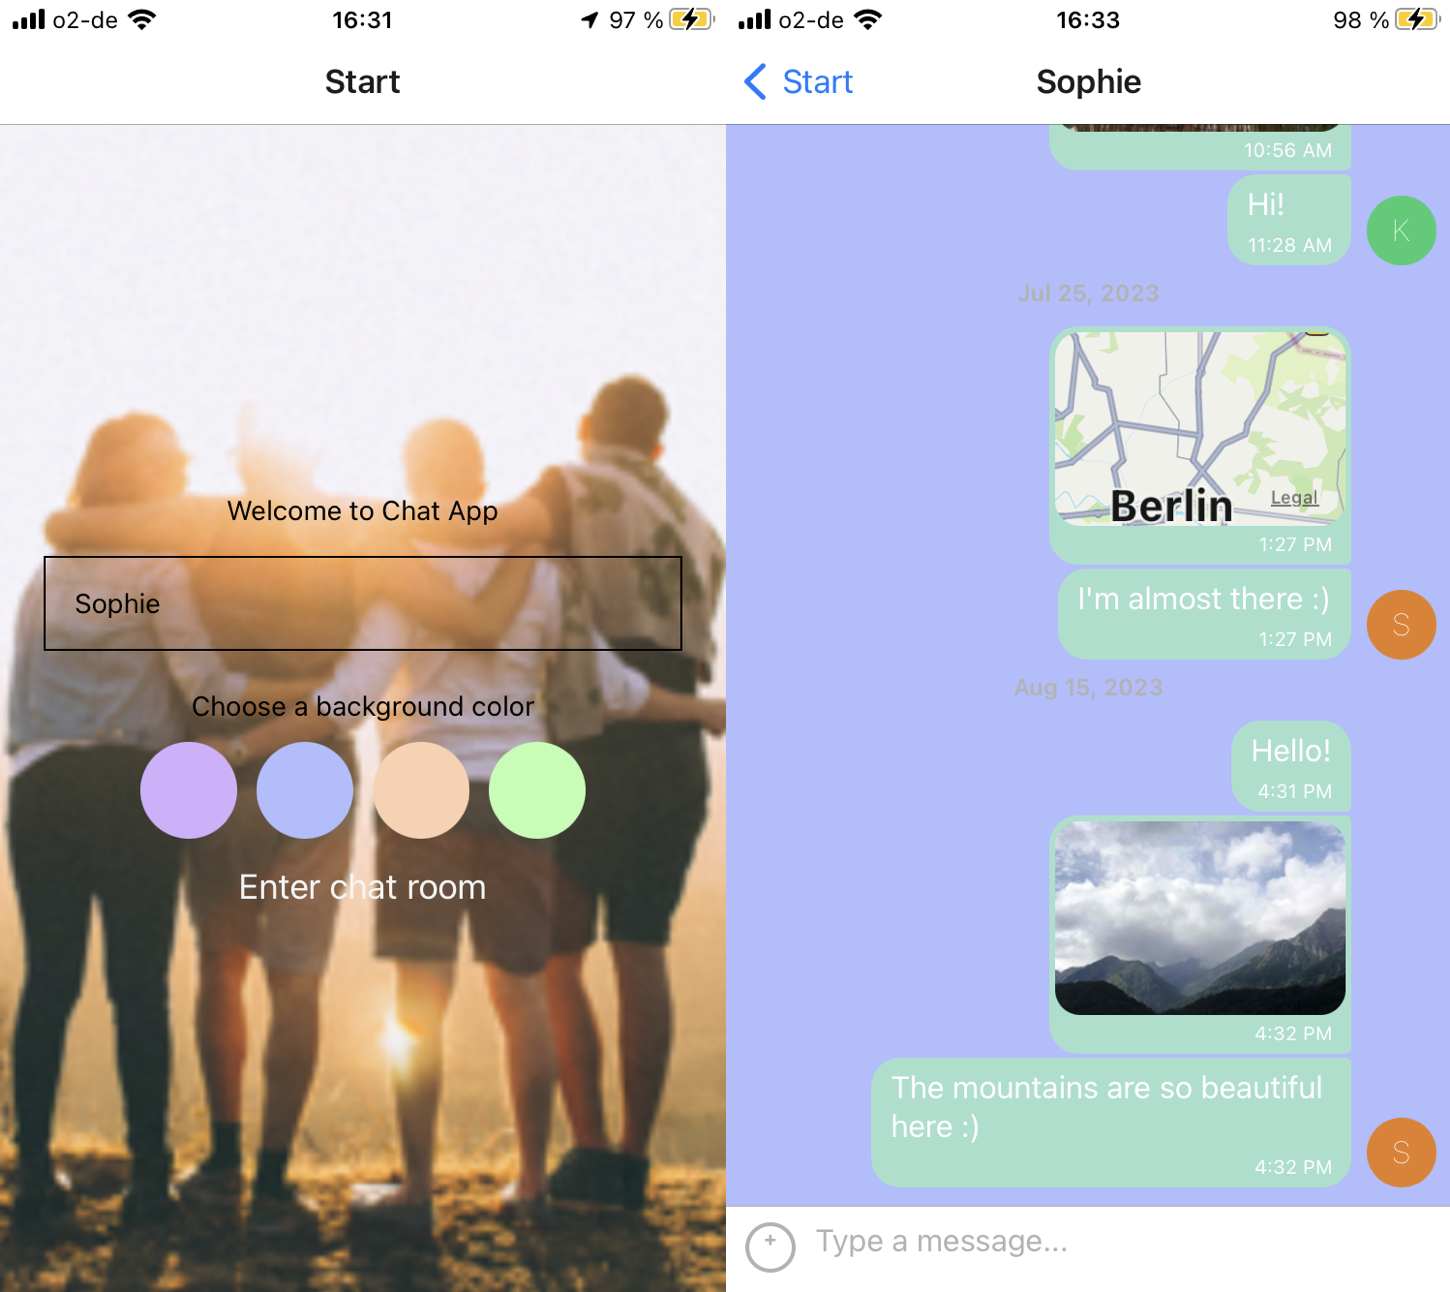 o2-de 16:31 97 %
Start
Welcome to Chat App
Sophie
Choose a background color
Enter chat room
o2-de 16:33 98 %
Start Sophie
10:56 AM
Hi!
11:28 AM
K
Jul 25, 2023
Berlin Legal
1:27 PM
I'm almost there :)
1:27 PM
S
Aug 15, 2023
Hello!
4:31 PM
4:32 PM
The mountains are so beautiful
here :)
4:32 PM
S
+ Type a message...